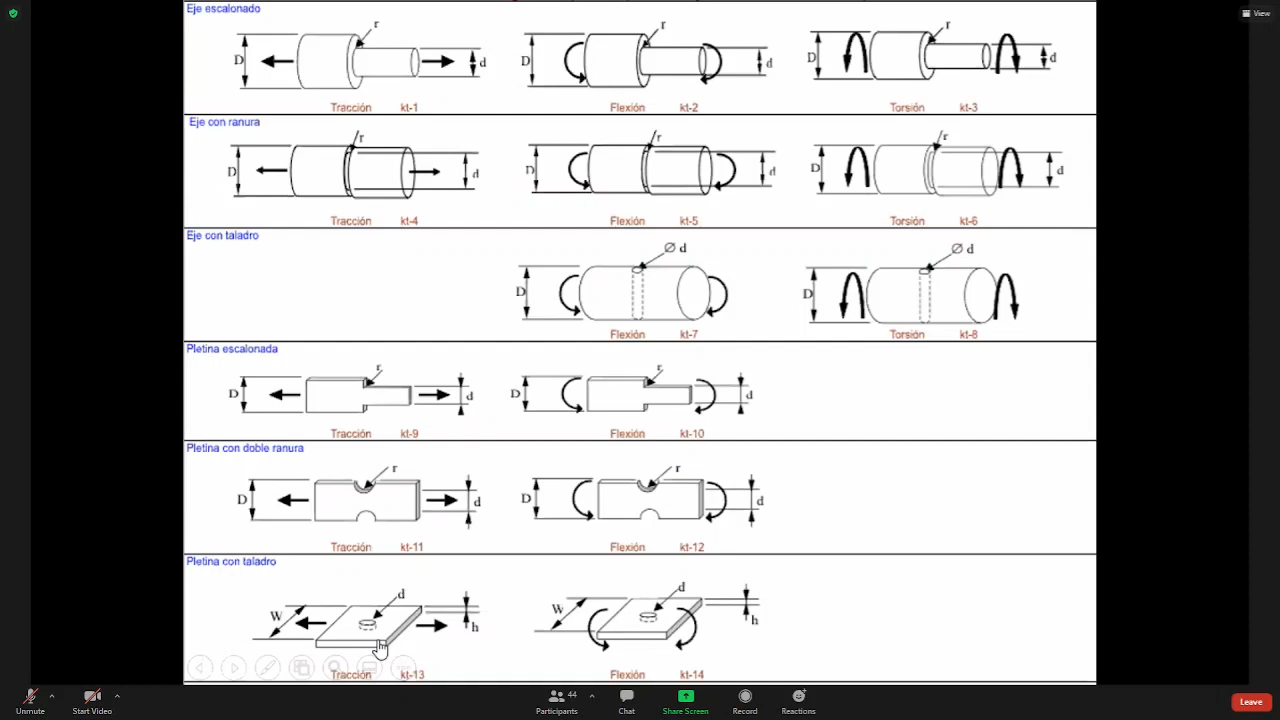 View
Eje escalonado
r
D
d
r
D
d
r
D
d
Tracción kt-1
Flexión kt-2
Torsión kt-3
Eje con ranura
r
D
d
r
D
d
r
D
d
Tracción kt-4
Flexión kt-5
Torsión kt-6
Eje con taladro
Ø d
D
Ø d
D
Flexión kt-7
Torsión kt-8
Pletina escalonada
r
D
d
r
D
d
Tracción kt-9
Flexión kt-10
Pletina con doble ranura
r
D
d
r
D
d
Tracción kt-11
Flexión kt-12
Pletina con taladro
d
W
h
d
W
h
Tracción kt-13
Flexión kt-14
Unmute
Start Video
44
Participants
Chat
Share Screen
Record
Reactions
Leave